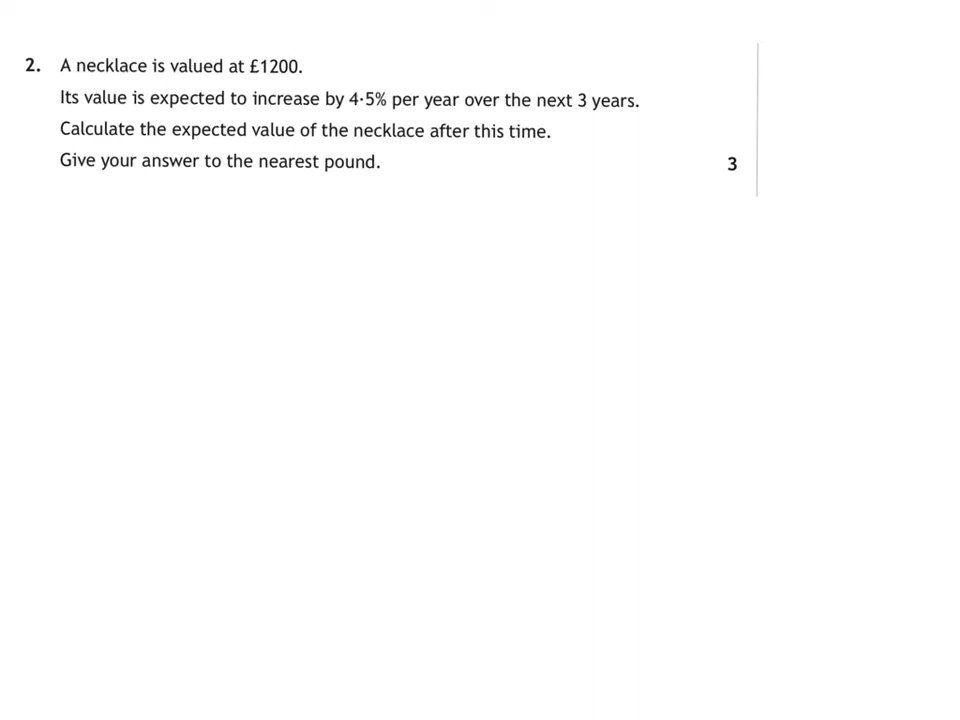 2. A necklace is valued at £1200.
Its value is expected to increase by 4·5% per year over the next 3 years.
Calculate the expected value of the necklace after this time.
Give your answer to the nearest pound. 3